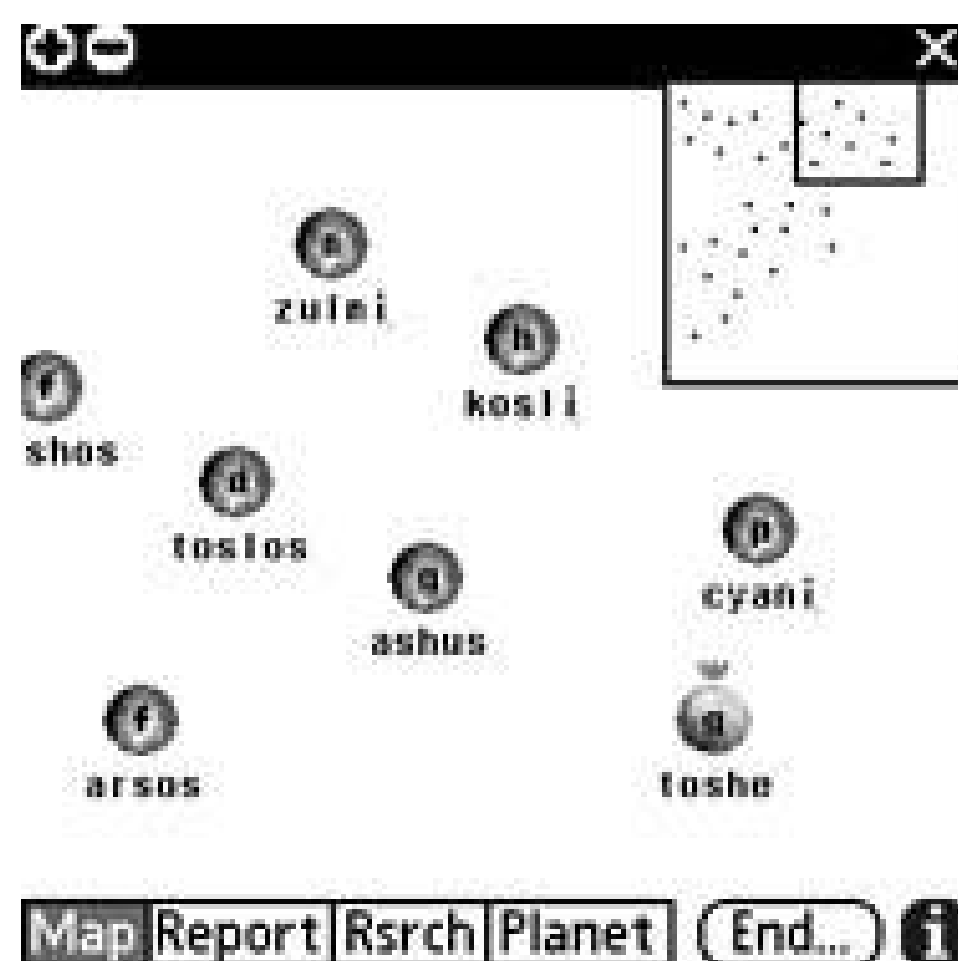 X
zulni
h
kosli
f
shos
d
toslos
p
cyani
q
ashus
g
toshe
f
arsos
Map Report Rsrch Planet End... i